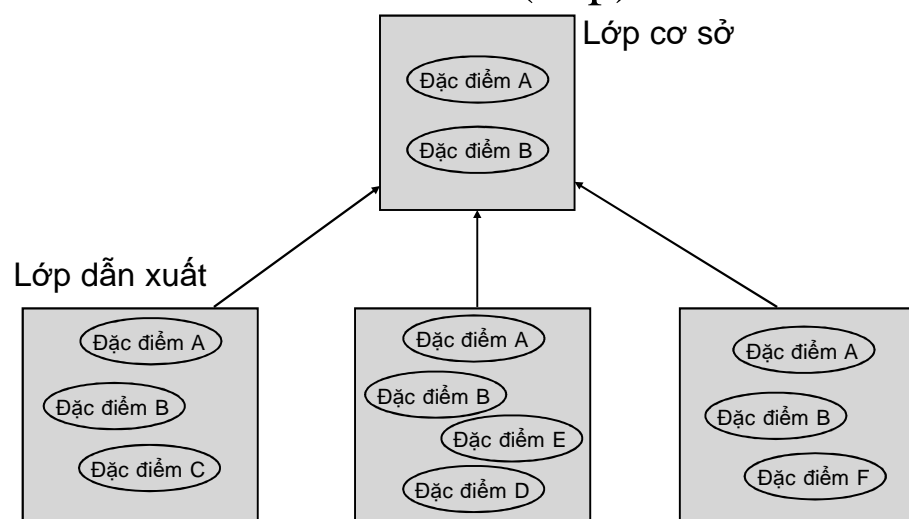 Lớp cơ sở
Đặc điểm A
Đặc điểm B
Lớp dẫn xuất
Đặc điểm A
Đặc điểm B
Đặc điểm C
Đặc điểm A
Đặc điểm B
Đặc điểm E
Đặc điểm D
Đặc điểm A
Đặc điểm B
Đặc điểm F